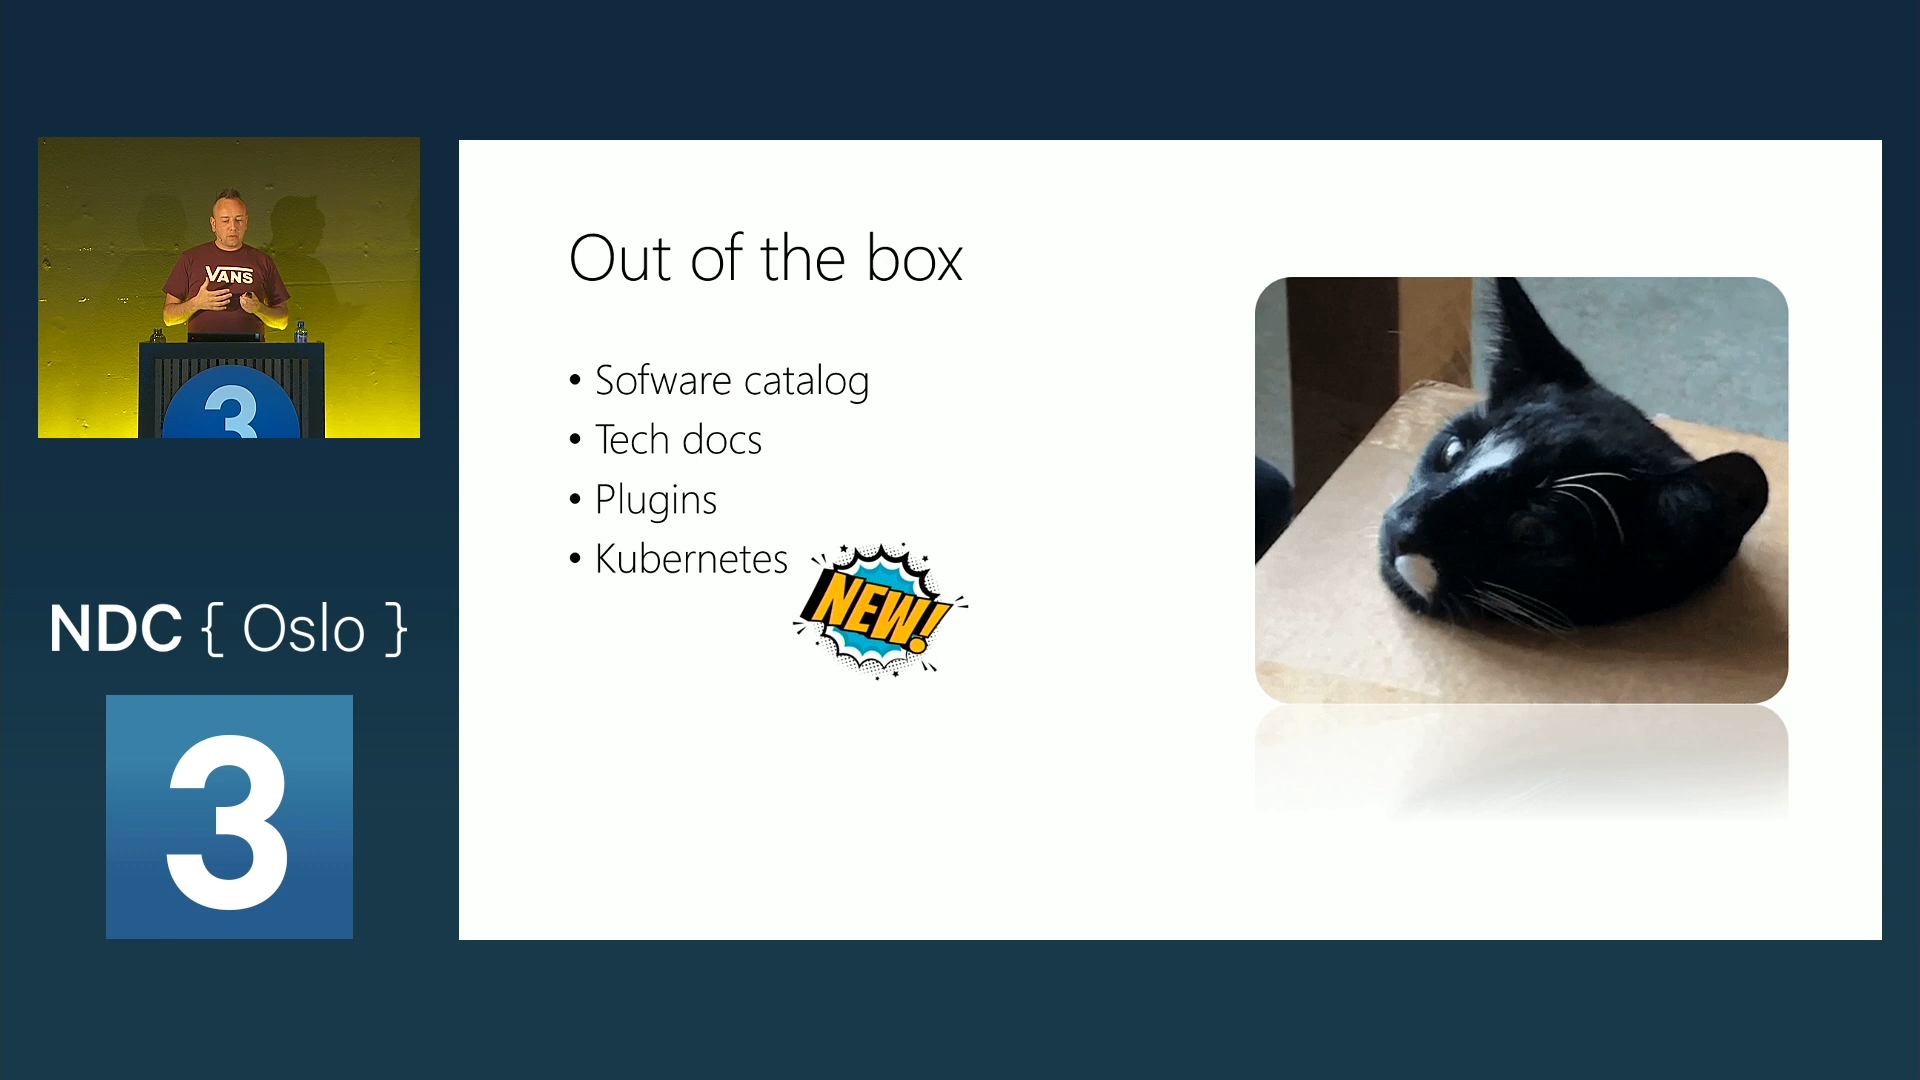 VANS
3
NDC { Oslo }
3
Out of the box
• Sofware catalog
• Tech docs
• Plugins
• Kubernetes
NEW!